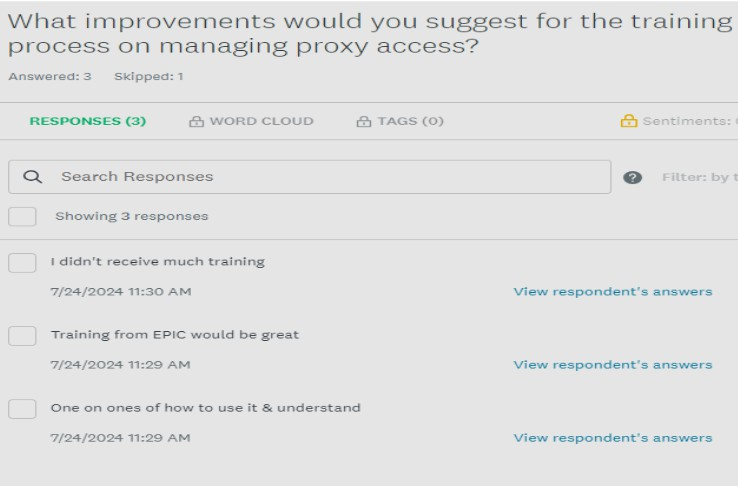 What improvements would you suggest for the training
process on managing proxy access?
Answered: 3 Skipped: 1
RESPONSES (3) WORD CLOUD TAGS (0) Sentiments:
Search Responses ? Filter: by
Showing 3 responses
I didn't receive much training
7/24/2024 11:30 AM View respondent's answers
Training from EPIC would be great
7/24/2024 11:29 AM View respondent's answers
One on ones of how to use it & understand
7/24/2024 11:29 AM View respondent's answers